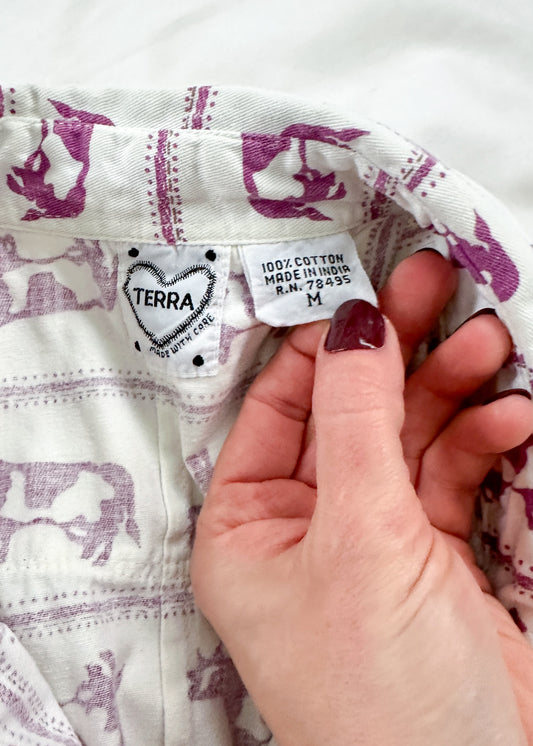 TERRA
MADE WITH CARE
100% COTTON
MADE IN INDIA
R.N. 78495
M